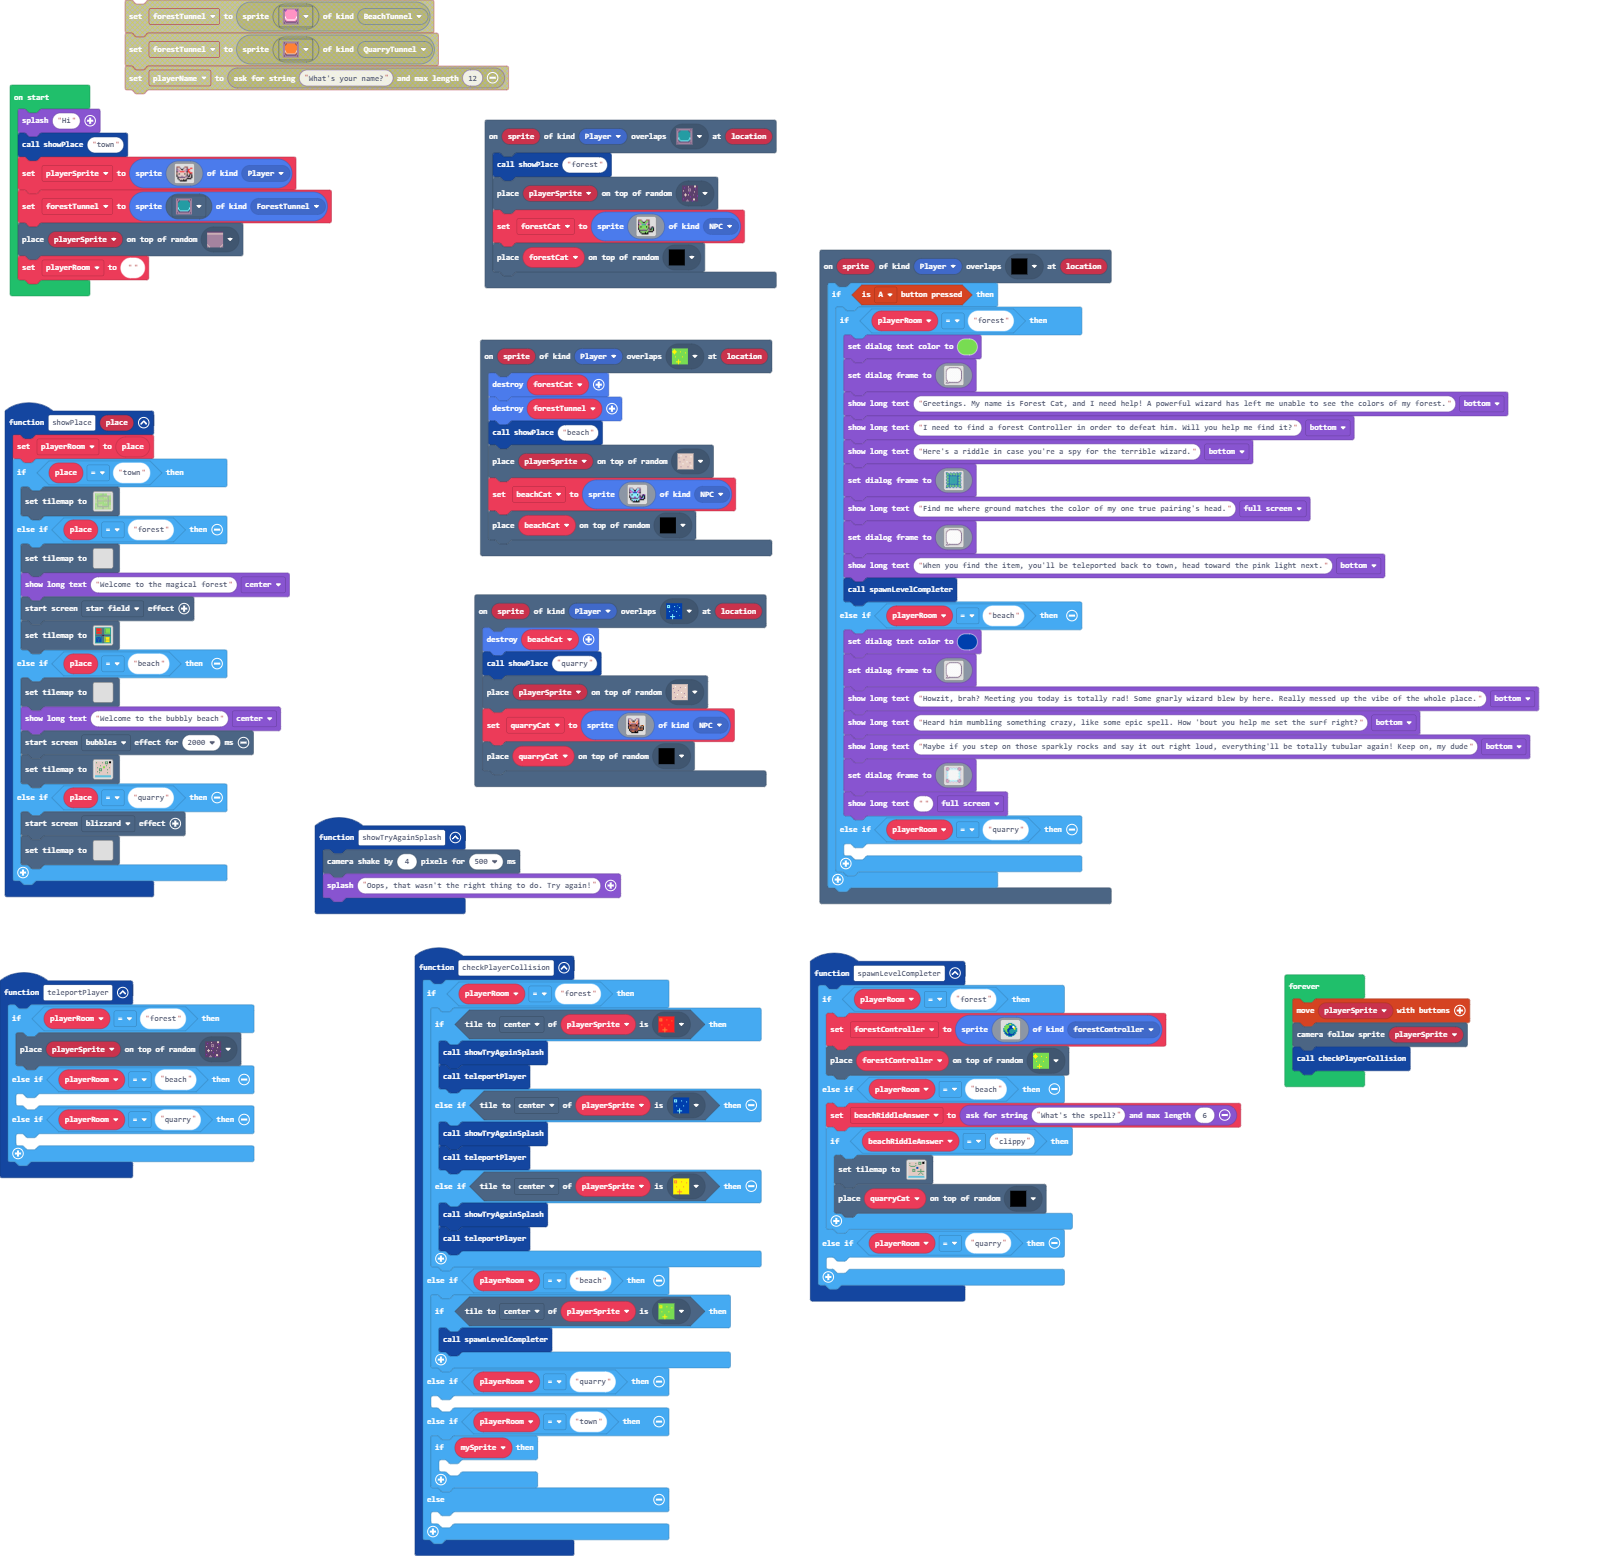 set forestTunnel to sprite of kind BeachTunnel
set forestTunnel to sprite of kind QuarryTunnel
set playerName to ask for string "What's your name?" and max length 12
on start
splash "Hi"
call showPlace "town"
set playerSprite to sprite of kind Player
set forestTunnel to sprite of kind ForestTunnel
place playerSprite on top of random
set playerRoom to " "
on sprite of kind Player overlaps at location
call showPlace "forest"
place playerSprite on top of random
set forestCat to sprite of kind NPC
place forestCat on top of random
on sprite of kind Player overlaps at location
destroy forestCat
destroy forestTunnel
call showPlace "beach"
place playerSprite on top of random
set beachCat to sprite of kind NPC
place beachCat on top of random
on sprite of kind Player overlaps at location
destroy beachCat
call showPlace "quarry"
place playerSprite on top of random
set quarryCat to sprite of kind NPC
place quarryCat on top of random
on sprite of kind Player overlaps at location
if is A button pressed then
if playerRoom = "forest" then
set dialog text color to
set dialog frame to
show long text "Greetings. My name is Forest Cat, and I need help! A powerful wizard has left me unable to see the colors of my forest." bottom
show long text "I need to find a forest Controller in order to defeat him. Will you help me find it?" bottom
show long text "Here's a riddle in case you're a spy for the terrible wizard." bottom
set dialog frame to
show long text "Find me where ground matches the color of my one true pairing's head." full screen
set dialog frame to
show long text "When you find the item, you'll be teleported back to town, head toward the pink light next." bottom
call spawnLevelCompleter
else if playerRoom = "beach" then
set dialog text color to
set dialog frame to
show long text "Howzit, brah? Meeting you today is totally rad! Some gnarly wizard blew by here. Really messed up the vibe of the whole place." bottom
show long text "Heard him mumbling something crazy, like some epic spell. How 'bout you help me set the surf right?" bottom
show long text "Maybe if you step on those sparkly rocks and say it out right loud, everything'll be totally tubular again! Keep on, my dude" bottom
set dialog frame to
show long text " " full screen
else if playerRoom = "quarry" then
function showPlace place
set playerRoom to place
if place = "town" then
set tilemap to
else if place = "forest" then
set tilemap to
show long text "Welcome to the magical forest" center
start screen star field effect
set tilemap to
else if place = "beach" then
set tilemap to
show long text "Welcome to the bubbly beach" center
start screen bubbles effect for 2000 ms
set tilemap to
else if place = "quarry" then
start screen blizzard effect
set tilemap to
function showTryAgainSplash
camera shake by 4 pixels for 500 ms
splash "Oops, that wasn't the right thing to do. Try again!"
function teleportPlayer
if playerRoom = "forest" then
place playerSprite on top of random
else if playerRoom = "beach" then
else if playerRoom = "quarry" then
function checkPlayerCollision
if playerRoom = "forest" then
if tile to center of playerSprite is then
call showTryAgainSplash
call teleportPlayer
else if tile to center of playerSprite is then
call showTryAgainSplash
call teleportPlayer
else if tile to center of playerSprite is then
call showTryAgainSplash
call teleportPlayer
else if playerRoom = "beach" then
if tile to center of playerSprite is then
call spawnLevelCompleter
else if playerRoom = "quarry" then
else if playerRoom = "town" then
if mySprite then
else
function spawnLevelCompleter
if playerRoom = "forest" then
set forestController to sprite of kind forestController
place forestController on top of random
else if playerRoom = "beach" then
set beachRiddleAnswer to ask for string "What's the spell?" and max length 6
if beachRiddleAnswer = "clippy" then
set tilemap to
place quarryCat on top of random
else if playerRoom = "quarry" then
forever
move playerSprite with buttons
camera follow sprite playerSprite
call checkPlayerCollision